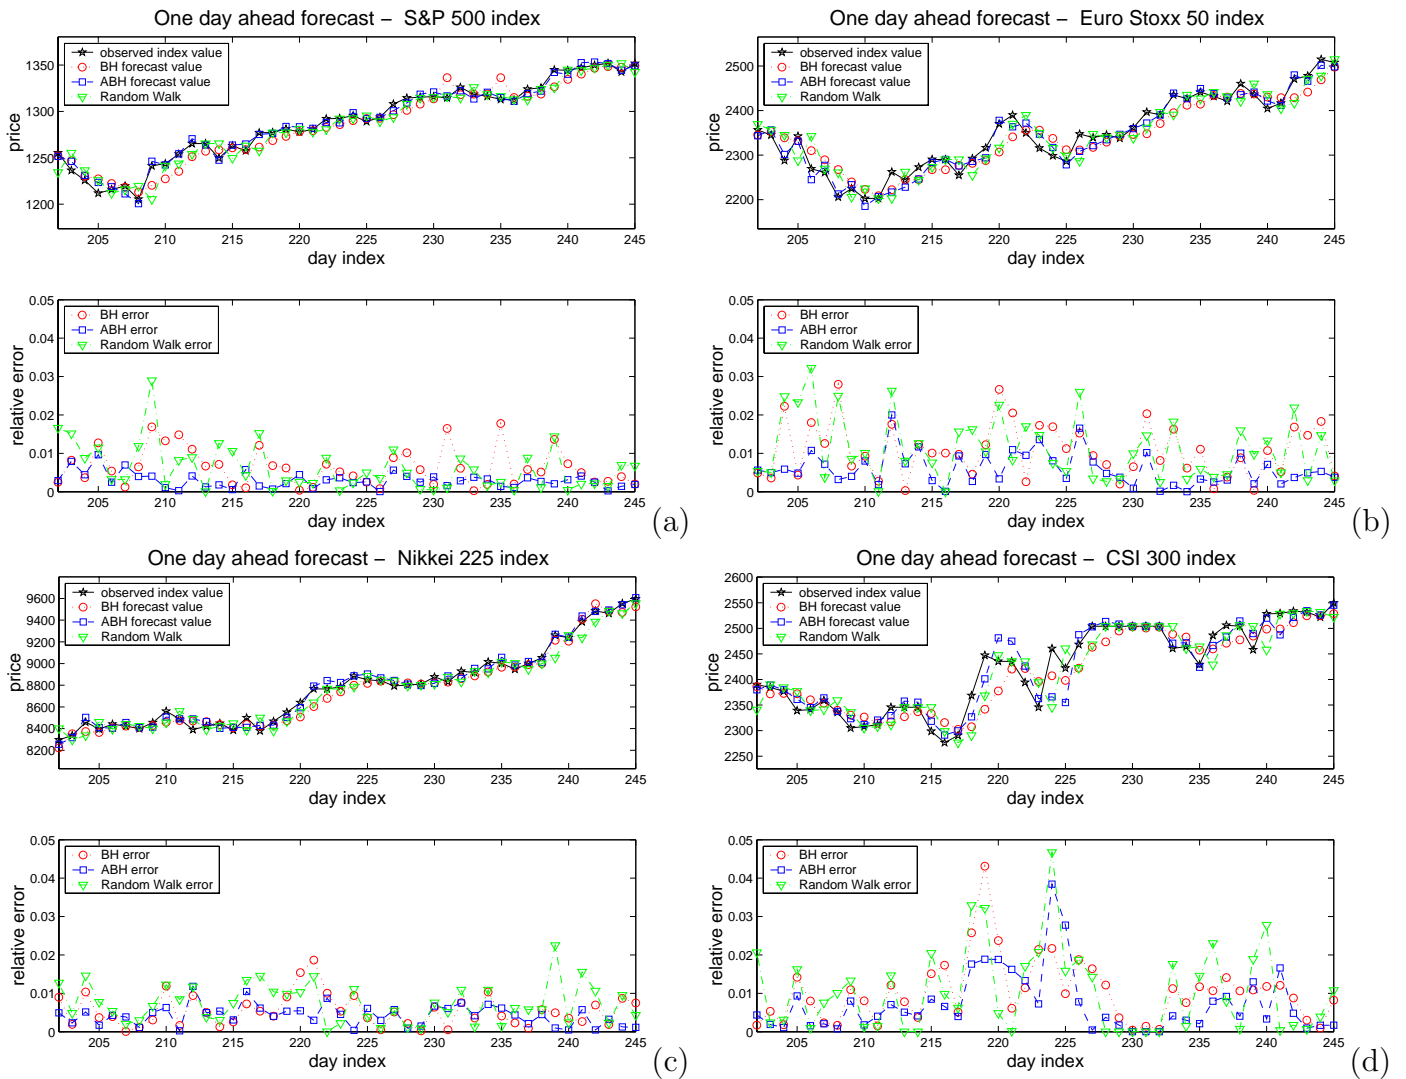 One day ahead forecast – S&P 500 index
observed index value
BH forecast value
ABH forecast value
Random Walk
price
1350
1300
1250
1200
205 210 215 220 225 230 235 240 245
day index
BH error
ABH error
Random Walk error
relative error
0.05
0.04
0.03
0.02
0.01
0
205 210 215 220 225 230 235 240 245
day index
(a)
One day ahead forecast – Euro Stoxx 50 index
observed index value
BH forecast value
ABH forecast value
Random Walk
price
2500
2400
2300
2200
205 210 215 220 225 230 235 240 245
day index
BH error
ABH error
Random Walk error
relative error
0.05
0.04
0.03
0.02
0.01
0
205 210 215 220 225 230 235 240 245
day index
(b)
One day ahead forecast – Nikkei 225 index
observed index value
BH forecast value
ABH forecast value
Random Walk
price
9600
9400
9200
9000
8800
8600
8400
8200
205 210 215 220 225 230 235 240 245
day index
BH error
ABH error
Random Walk error
relative error
0.05
0.04
0.03
0.02
0.01
0
205 210 215 220 225 230 235 240 245
day index
(c)
One day ahead forecast – CSI 300 index
observed index value
BH forecast value
ABH forecast value
Random Walk
price
2600
2550
2500
2450
2400
2350
2300
2250
205 210 215 220 225 230 235 240 245
day index
BH error
ABH error
Random Walk error
relative error
0.05
0.04
0.03
0.02
0.01
0
205 210 215 220 225 230 235 240 245
day index
(d)